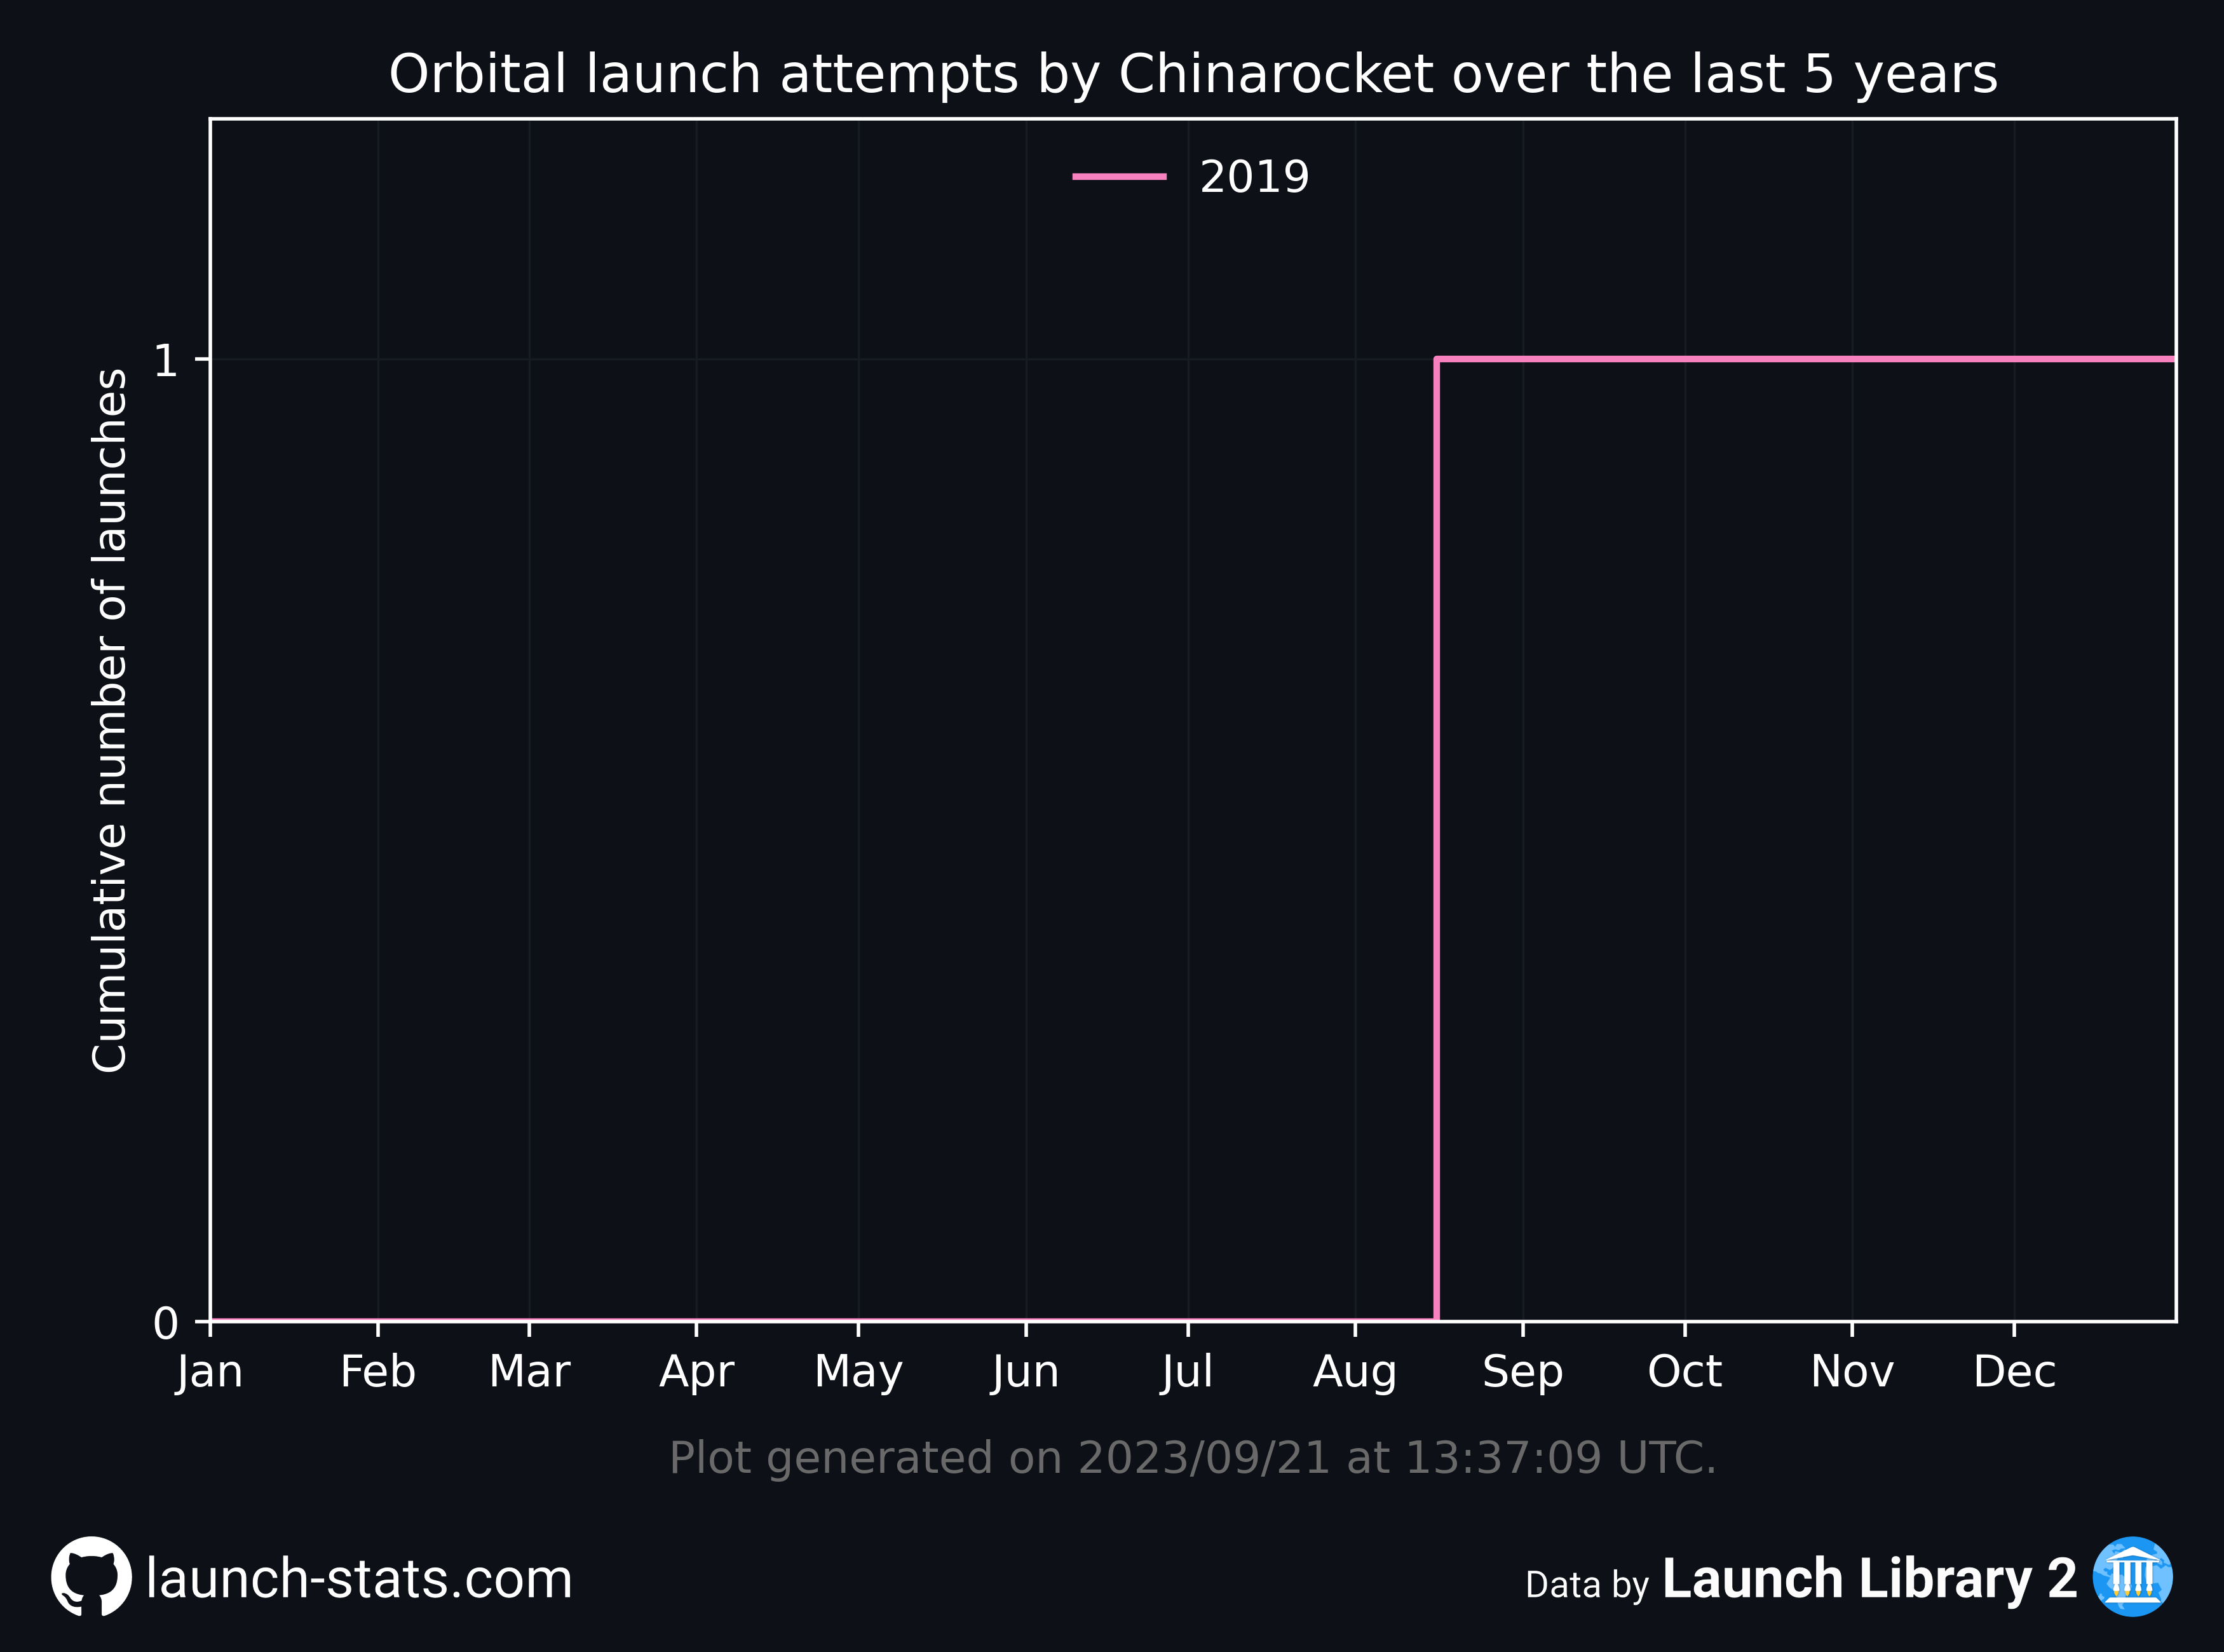 Orbital launch attempts by Chinarocket over the last 5 years
2019
Cumulative number of launches
1
0
Jan Feb Mar Apr May Jun Jul Aug Sep Oct Nov Dec
Plot generated on 2023/09/21 at 13:37:09 UTC.
launch-stats.com
Data by Launch Library 2